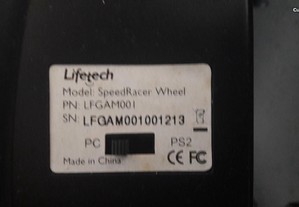 Lifetech
Model: SpeedRacer Wheel
PN: LFGAM001
SN: LFGAM001001213
PC PS2
Made in China CE FC